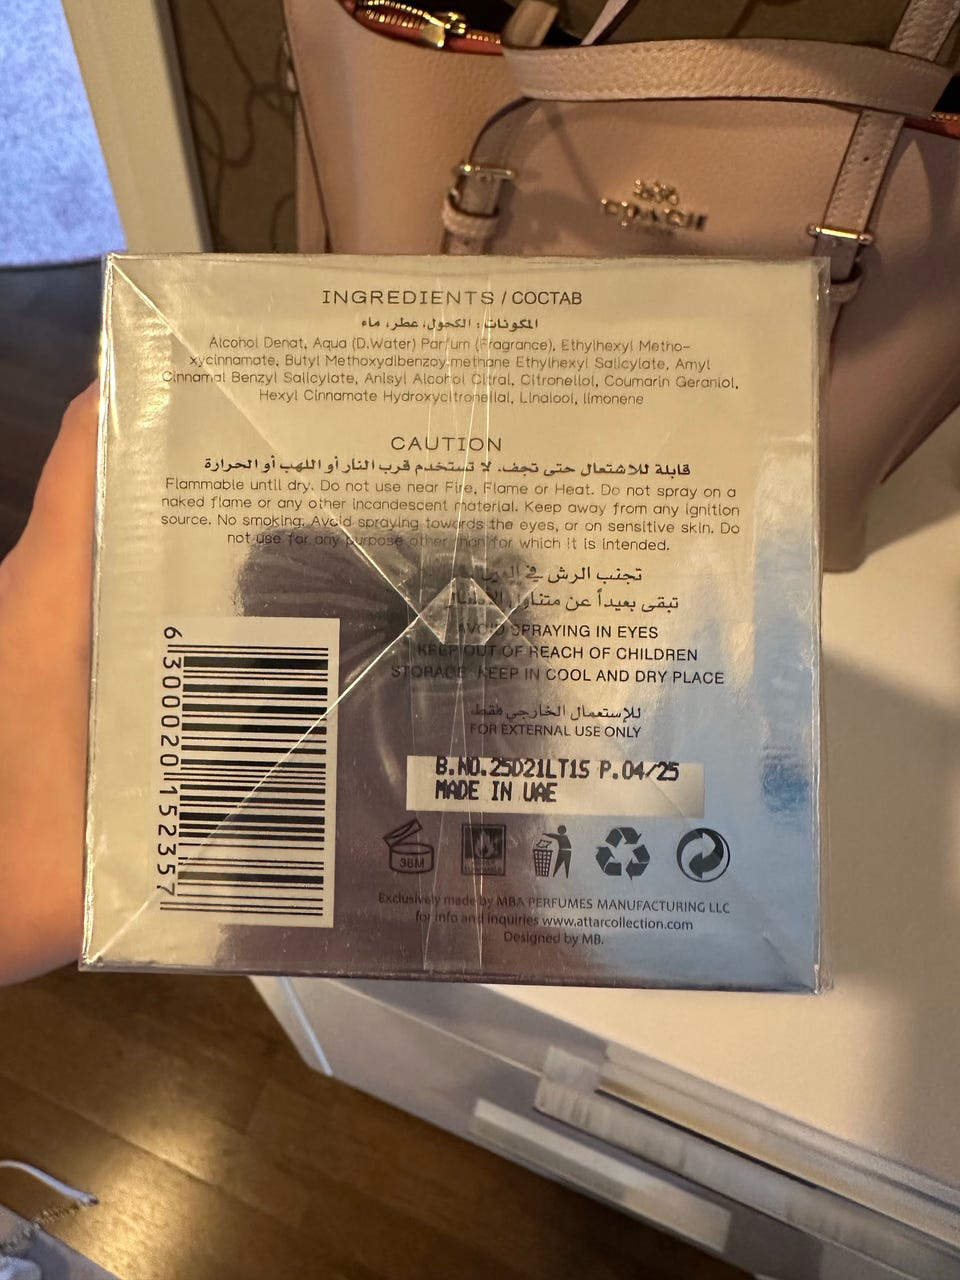 COACH
INGREDIENTS / COCTAB
المكونات: الكحول، عطر، ماء
Alcohol Denat, Aqua (D.Water) Parfum (Fragrance), Ethylhexyl Metho-
xycinnamate, Butyl Methoxydlbenzoy.methane Ethylhexyl Salicylate, Amyl
Cinnamal Benzyl Salicylate, Anisyl Alcohol Citral, Citronellol, Coumarin Geraniol,
Hexyl Cinnamate Hydroxycitronellal, Linalool, limonene
CAUTION
قابلة للاشتعال حتى تجف. لا تستخدم قرب النار أو اللهب أو الحرارة
Flammable until dry. Do not use near Fire, Flame or Heat. Do not spray on a
naked flame or any other incandescent material. Keep away from any ignition
source. No smoking. Avoid spraying towards the eyes, or on sensitive skin. Do
not use for any purpose other than for which it is intended.
تجنب الرش في
تبقى بعيداً عن متناول الأطفال
AVOID SPRAYING IN EYES
KEEP OUT OF REACH OF CHILDREN
STORAGE: KEEP IN COOL AND DRY PLACE
للإستعمال الخارجي فقط
FOR EXTERNAL USE ONLY
B.NO.25D21LT15 P.04/25
MADE IN UAE
6 300020 152357
36M
Exclusively made by MBA PERFUMES MANUFACTURING LLC
for info and inquiries www.attarcollection.com
Designed by MB.